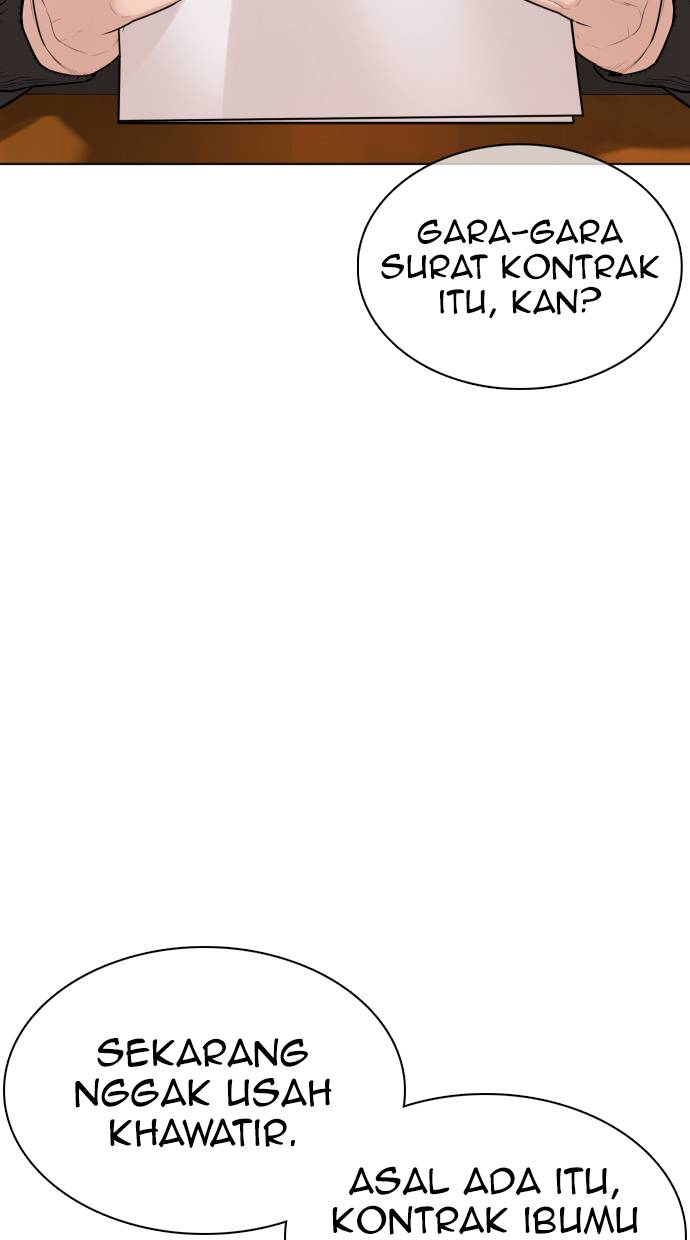 GARA-GARA
SURAT KONTRAK
ITU, KAN?
SEKARANG
NGGAK USAH
KHAWATIR.
ASAL ADA ITU,
KONTRAK IBUMU